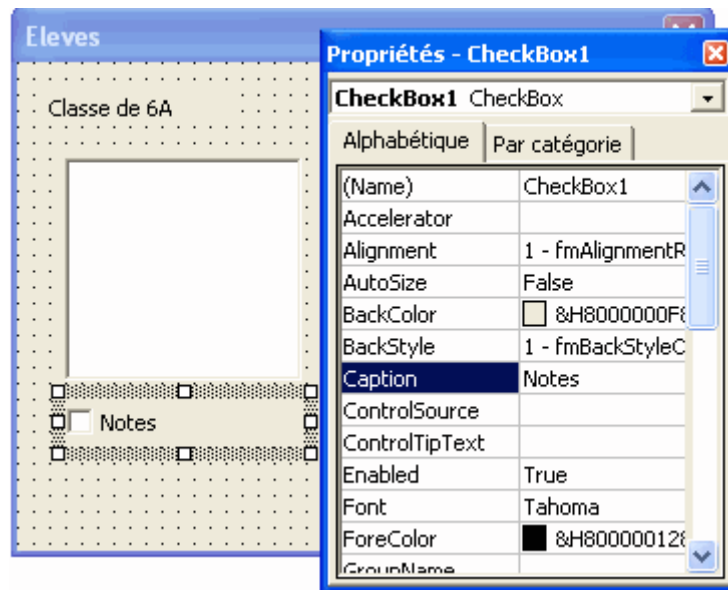 Eleves
Classe de 6A
Notes
Propriétés - CheckBox1
CheckBox1 CheckBox
Alphabétique Par catégorie
(Name) CheckBox1
Accelerator
Alignment 1 - fmAlignmentR
AutoSize False
BackColor &H8000000F&
BackStyle 1 - fmBackStyleC
Caption Notes
ControlSource
ControlTipText
Enabled True
Font Tahoma
ForeColor &H80000012&
GroupName